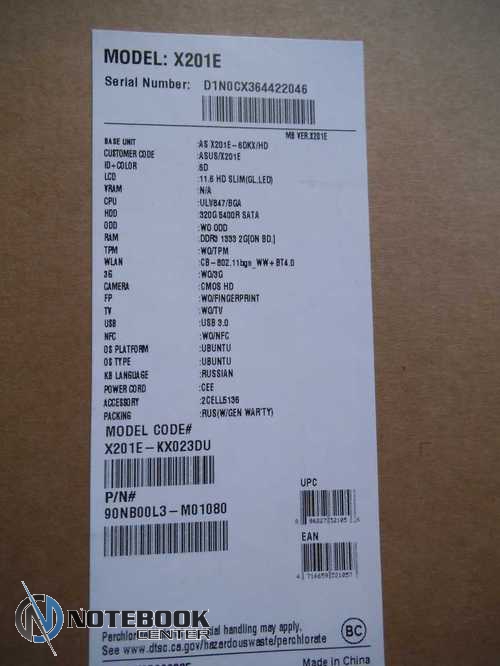 MODEL: X201E
Serial Number: D1N0CX364422046
MB VER.X201E
BASE UNIT :AS X201E-6DKX/HD
CUSTOMER CODE :ASUS/X201E
ID+COLOR :6D
LCD :11.6 HD SLIM(GL.LED)
VRAM :N/A
CPU :ULV847/BGA
HDD :320G 5400R SATA
ODD :WO ODD
RAM :DDR3 1333 2G[ON BD.]
TPM :WO/TPM
WLAN :CB-802.11bgn_WW+BT4.0
3G :WO/3G
CAMERA :CMOS HD
FP :WO/FINGERPRINT
TV :WO/TV
USB :USB 3.0
NFC :WO/NFC
OS PLATFORM :UBUNTU
OS TYPE :UBUNTU
KB LANGUAGE :RUSSIAN
POWER CORD :CEE
ACCESSORY :2CELL5136
PACKING :RUS(W/GEN WAR'TY)
MODEL CODE#
X201E-KX023DU
P/N#
90NB00L3-M01080
UPC
EAN
4 716659 321057
Perchlor special handling may apply,
See www.dtsc.ca.gov/hazardouswaste/perchlorate
BC
Made in China
NOTEBOOK
CENTER